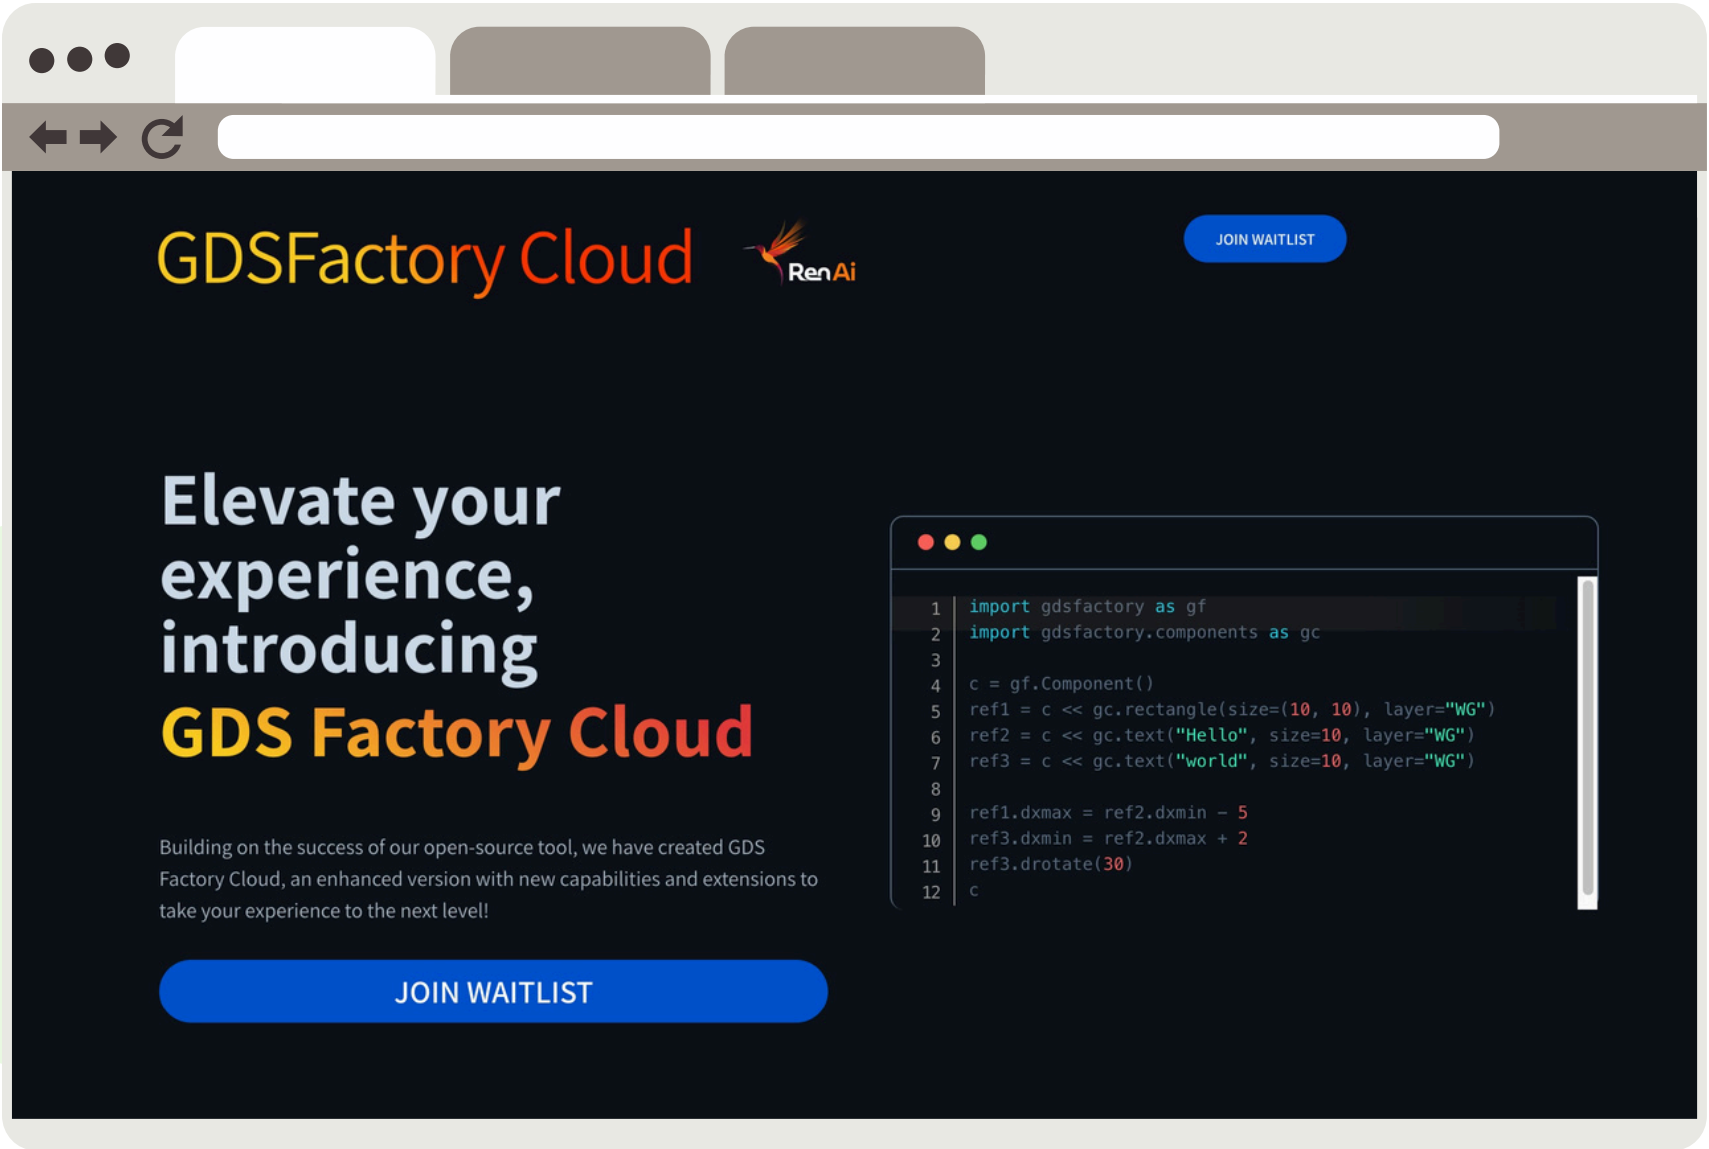 GDSFactory Cloud
RenAi
JOIN WAITLIST
Elevate your
experience,
introducing
GDS Factory Cloud
Building on the success of our open-source tool, we have created GDS
Factory Cloud, an enhanced version with new capabilities and extensions to
take your experience to the next level!
JOIN WAITLIST
1 import gdsfactory as gf
2 import gdsfactory.components as gc
3
4 c = gf.Component()
5 ref1 = c << gc.rectangle(size=(10, 10), layer="WG")
6 ref2 = c << gc.text("Hello", size=10, layer="WG")
7 ref3 = c << gc.text("world", size=10, layer="WG")
8
9 ref1.dxmax = ref2.dxmin - 5
10 ref3.dxmin = ref2.dxmax + 2
11 ref3.drotate(30)
12 c